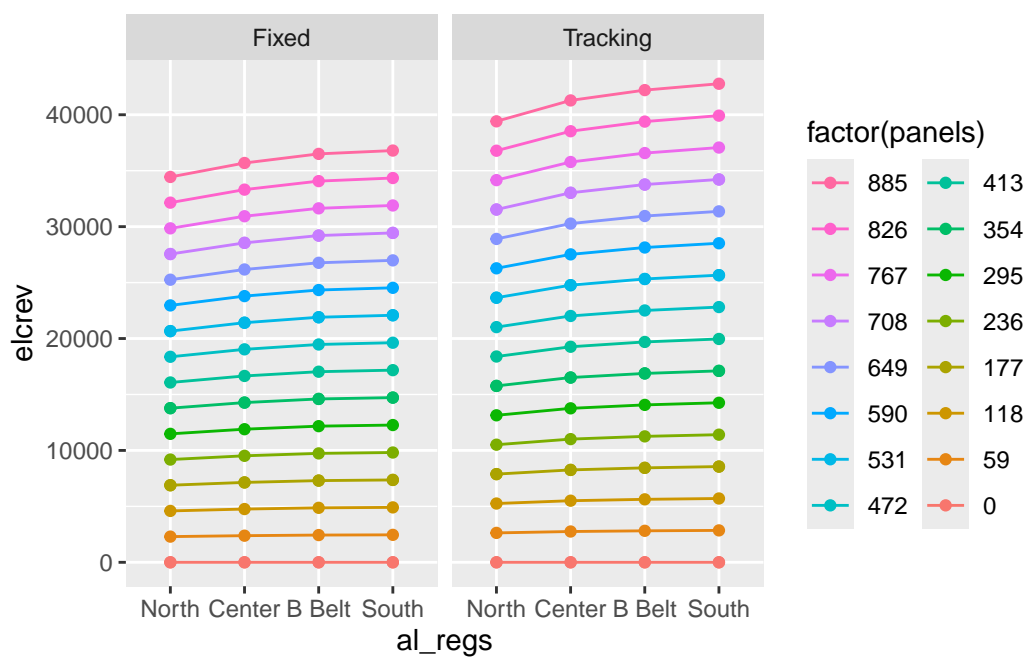 Fixed Tracking
40000
30000
20000
10000
0
elcrev
North Center B Belt South North Center B Belt South
al_regs
factor(panels)
885 413
826 354
767 295
708 236
649 177
590 118
531 59
472 0